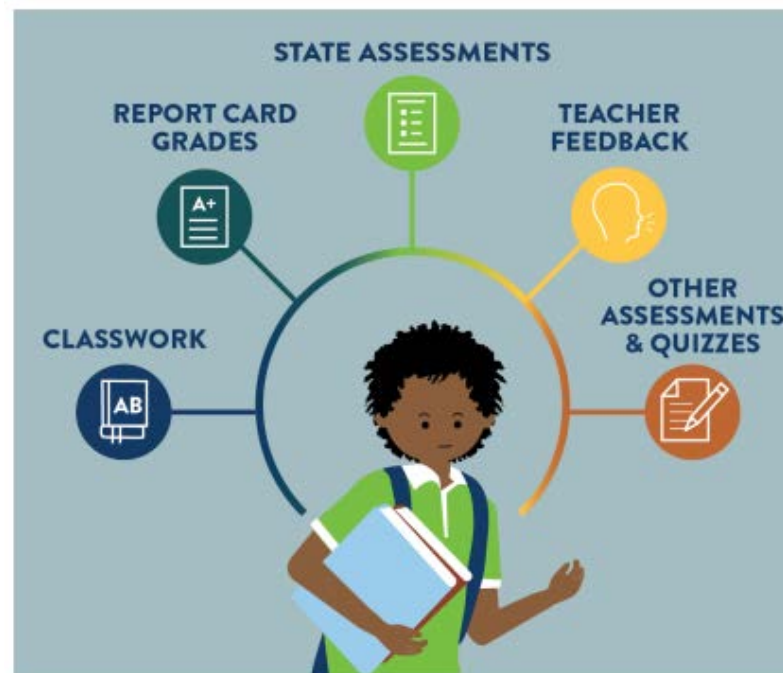 STATE ASSESSMENTS
REPORT CARD
GRADES
TEACHER
FEEDBACK
A+
OTHER
ASSESSMENTS
& QUIZZES
CLASSWORK
AB